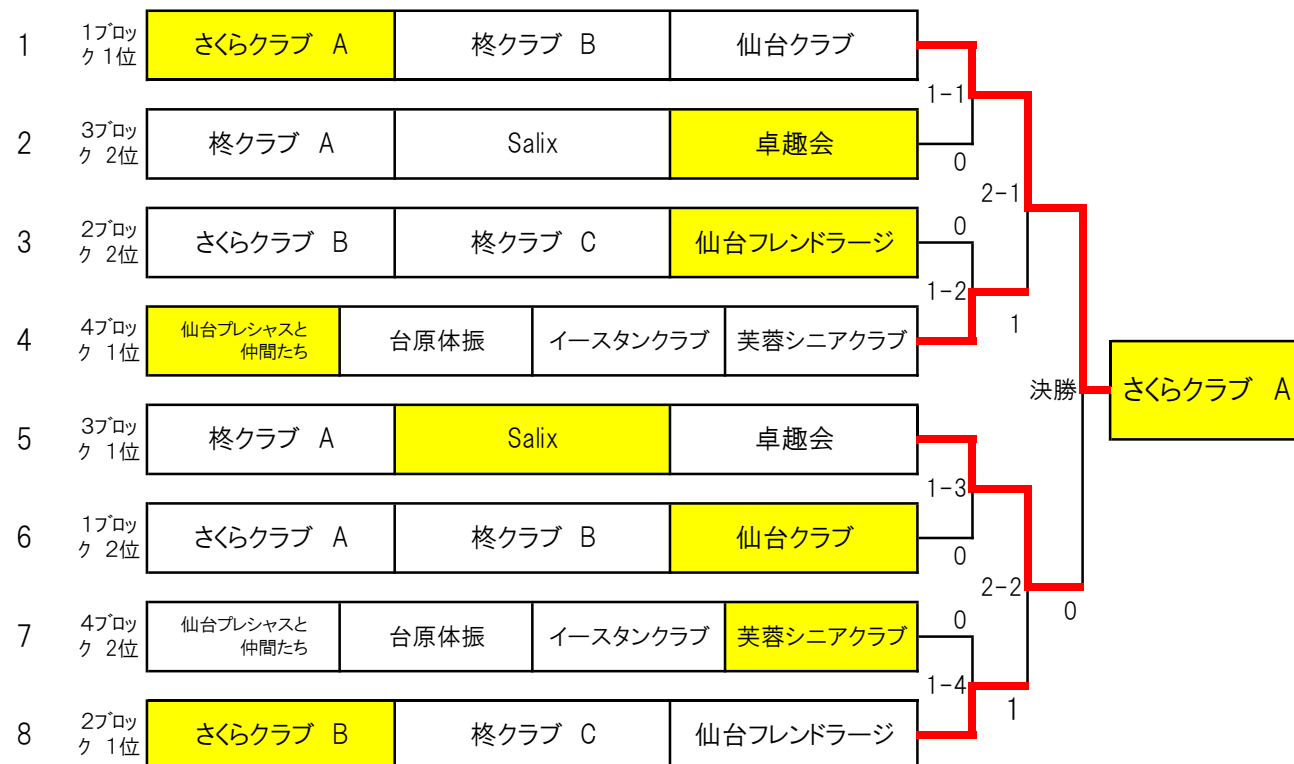 1 1ブロッ
ク 1位 さくらクラブ A 柊クラブ B 仙台クラブ
1-1
2 3ブロッ
ク 2位 柊クラブ A Salix 卓趣会
0
2-1
3 2ブロッ
ク 2位 さくらクラブ B 柊クラブ C 仙台フレンドラージ
0
1-2
1
4 4ブロッ
ク 1位 仙台プレシャスと
仲間たち 台原体振 イースタンクラブ 芙蓉シニアクラブ
決勝 さくらクラブ A
5 3ブロッ
ク 1位 柊クラブ A Salix 卓趣会
1-3
6 1ブロッ
ク 2位 さくらクラブ A 柊クラブ B 仙台クラブ
0
2-2
0
7 4ブロッ
ク 2位 仙台プレシャスと
仲間たち 台原体振 イースタンクラブ 芙蓉シニアクラブ
0
1-4
1
8 2ブロッ
ク 1位 さくらクラブ B 柊クラブ C 仙台フレンドラージ